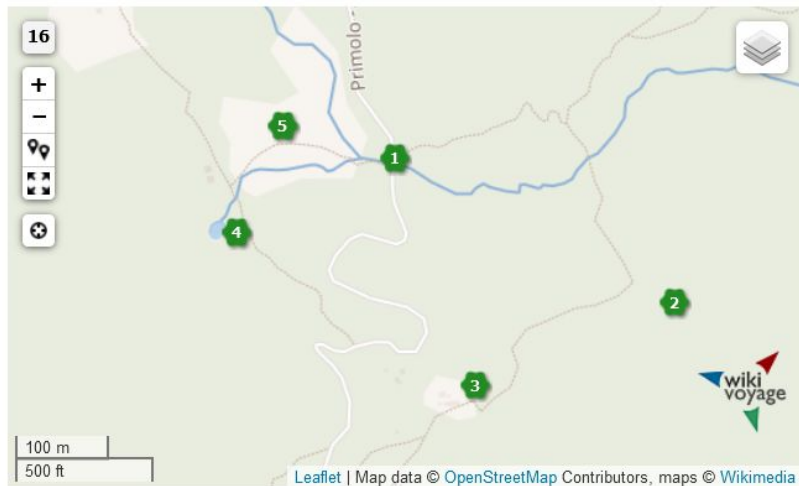 16
+
−
Primolo
5
1
4
2
3
wiki
voyage
100 m
500 ft
Leaflet | Map data © OpenStreetMap Contributors, maps © Wikimedia